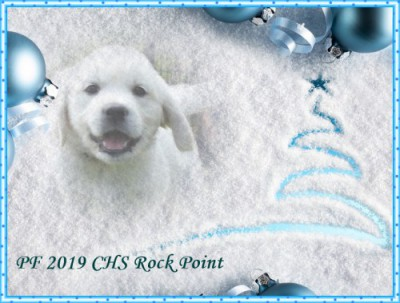 PF 2019 CHS Rock Point